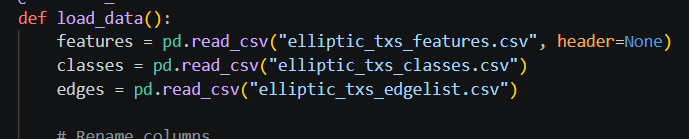 def load_data():
    features = pd.read_csv("elliptic_txs_features.csv", header=None)
    classes = pd.read_csv("elliptic_txs_classes.csv")
    edges = pd.read_csv("elliptic_txs_edgelist.csv")
    # Rename columns